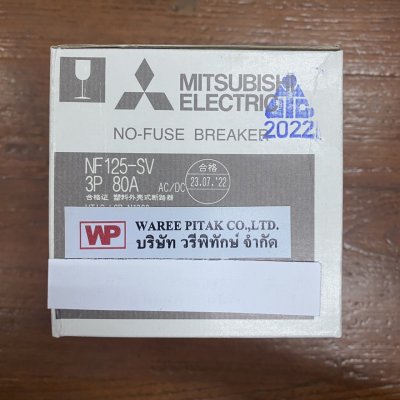 MITSUBISHI
ELECTRIC
2022
NO-FUSE BREAKER
NF125-SV
3P 80A AC/DC
合格
23.07.'22
合格迄 塑料外壳式断路器
WP WAREE PITAK CO.,LTD.
บริษัท วรีพิทักษ์ จำกัด